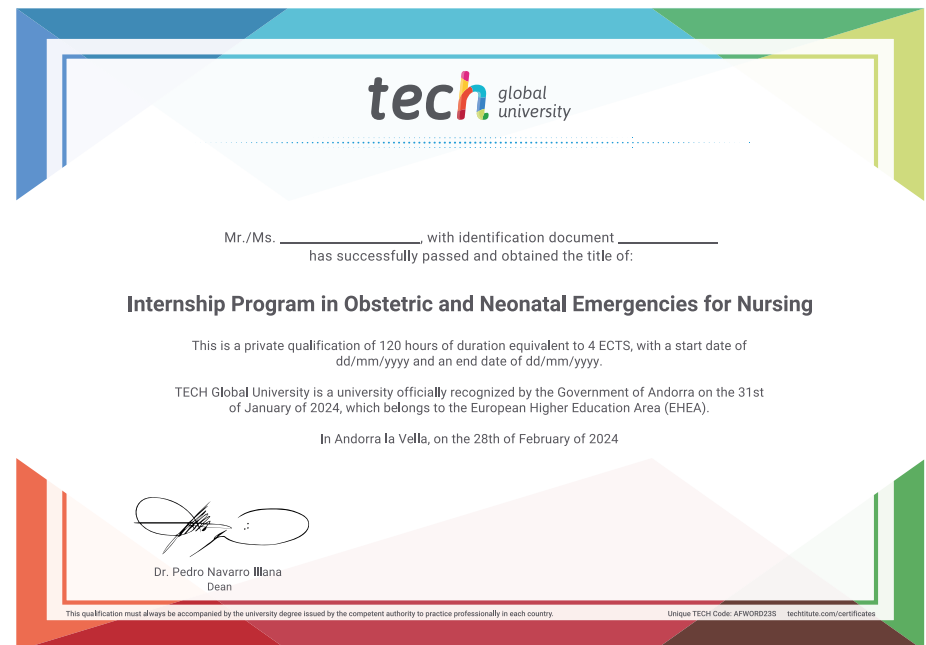 tech global
university
Mr./Ms. ____________________, with identification document ______________
has successfully passed and obtained the title of:
Internship Program in Obstetric and Neonatal Emergencies for Nursing
This is a private qualification of 120 hours of duration equivalent to 4 ECTS, with a start date of
dd/mm/yyyy and an end date of dd/mm/yyyy.
TECH Global University is a university officially recognized by the Government of Andorra on the 31st
of January of 2024, which belongs to the European Higher Education Area (EHEA).
In Andorra la Vella, on the 28th of February of 2024
Dr. Pedro Navarro Illana
Dean
This qualification must always be accompanied by the university degree issued by the competent authority to practice professionally in each country. Unique TECH Code: AFWORD23S techtitute.com/certificates